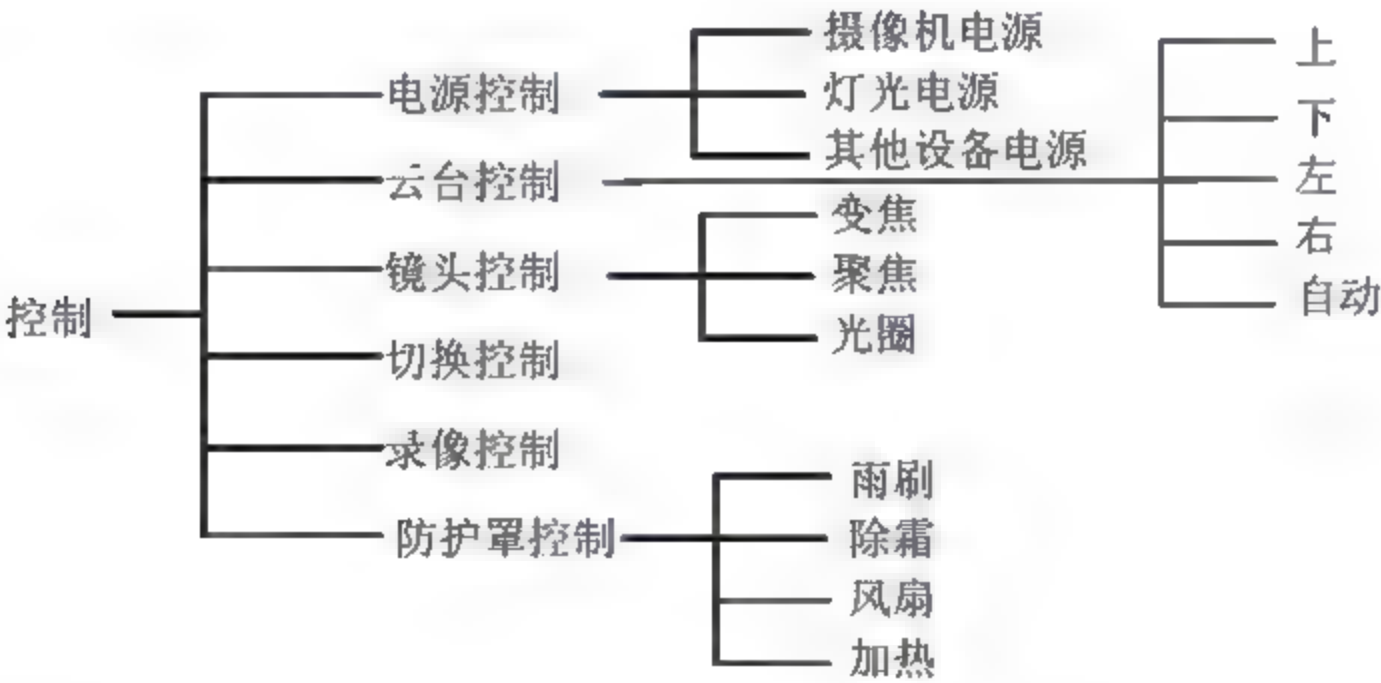 控制
电源控制
摄像机电源
灯光电源
其他设备电源
云台控制
上
下
左
右
自动
镜头控制
变焦
聚焦
光圈
切换控制
录像控制
防护罩控制
雨刷
除霜
风扇
加热